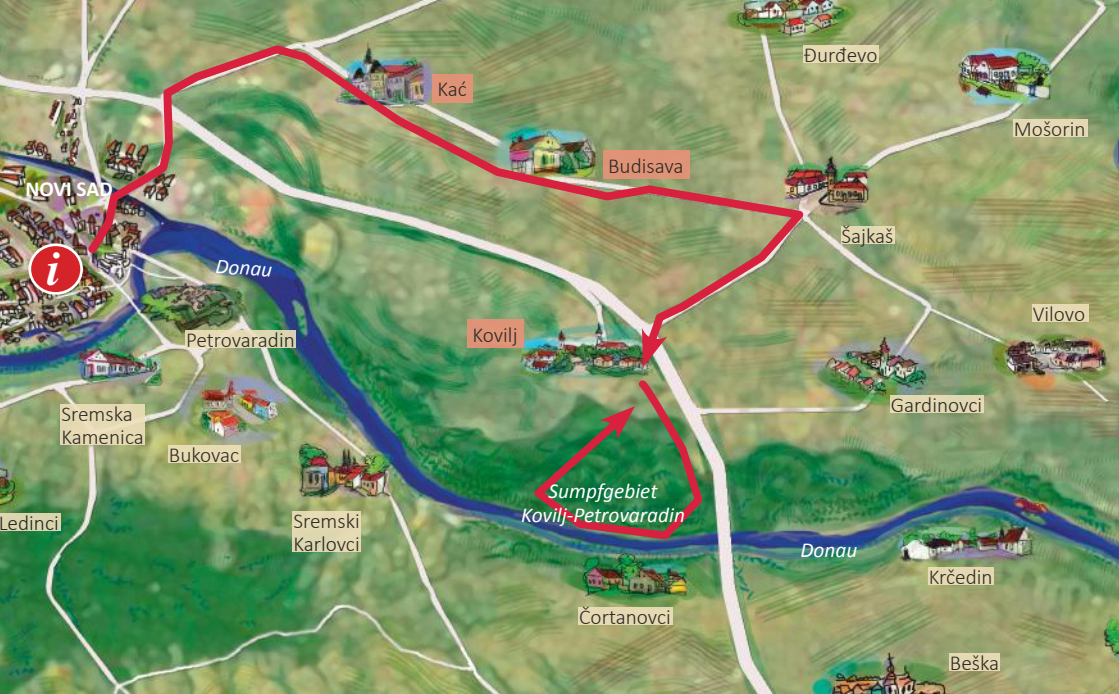 Đurđevo
Kać
Mošorin
Budisava
NOVI SAD
Šajkaš
i
Donau
Vilovo
Kovilj
Petrovaradin
Gardinovci
Sremska
Kamenica
Bukovac
Sumpfgebiet
Kovilj-Petrovaradin
Ledinci
Sremski
Karlovci
Donau
Krčedin
Čortanovci
Beška